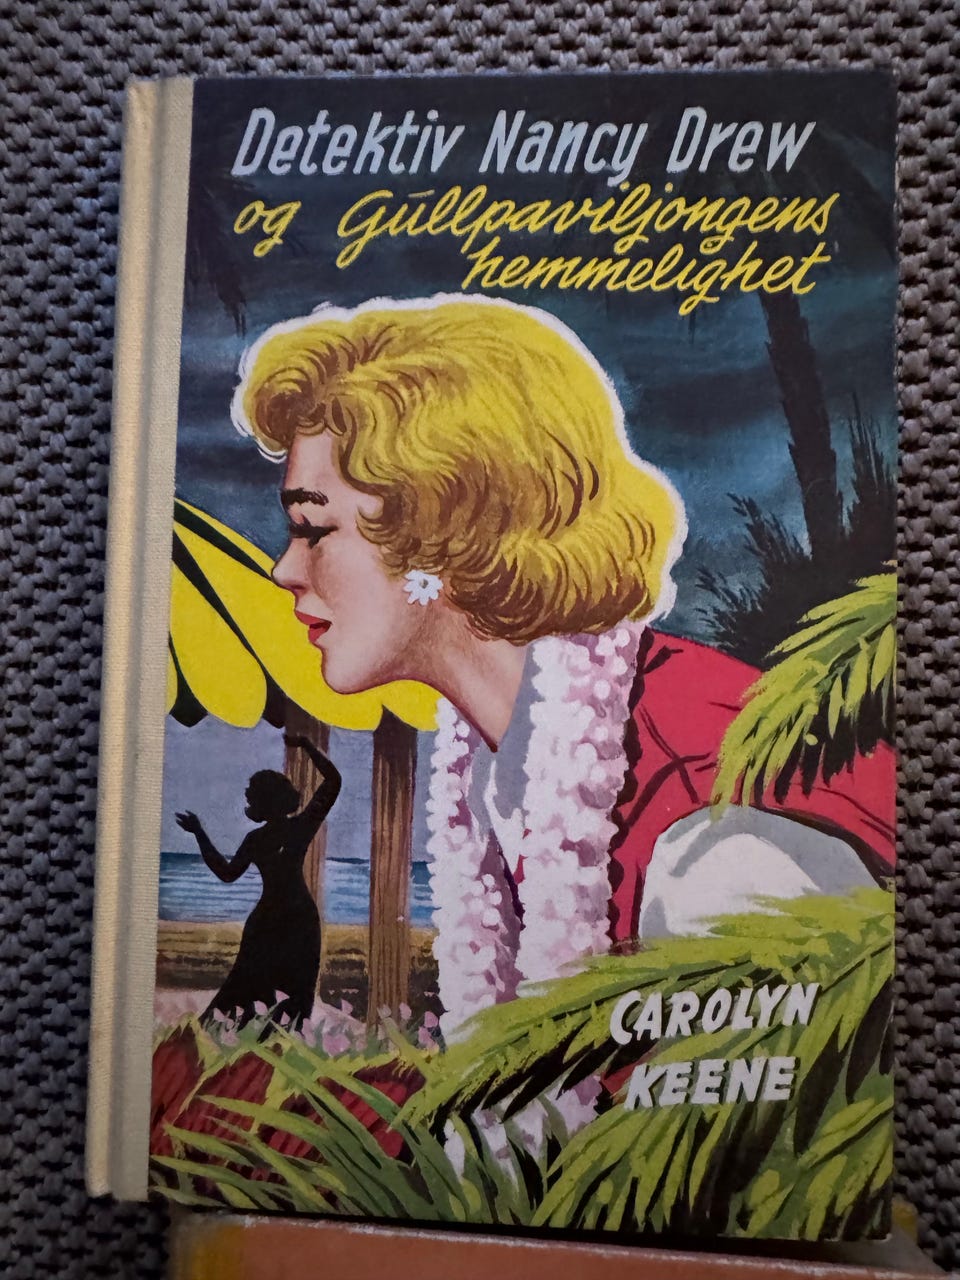 Detektiv Nancy Drew
og Gullpaviljongens
hemmelighet
CAROLYN
KEENE